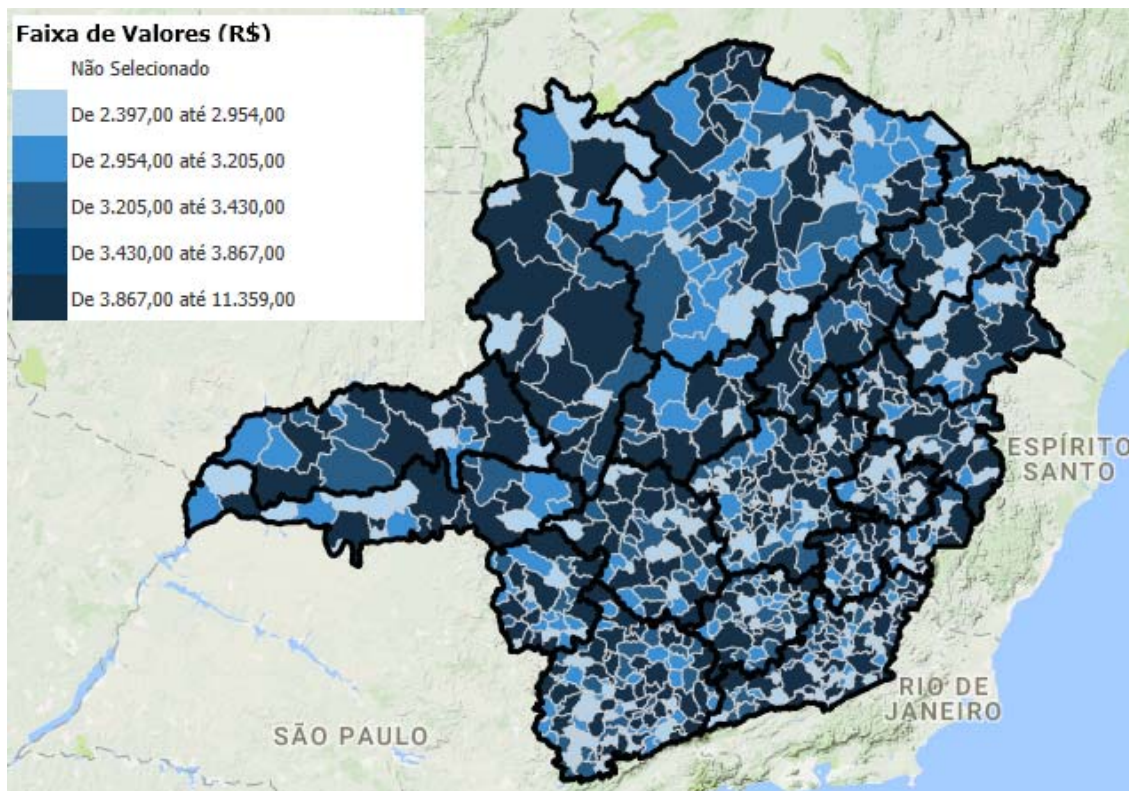 Faixa de Valores (R$)
Não Selecionado
De 2.397,00 até 2.954,00
De 2.954,00 até 3.205,00
De 3.205,00 até 3.430,00
De 3.430,00 até 3.867,00
De 3.867,00 até 11.359,00
ESPÍRITO
SANTO
RIO DE
JANEIRO
SÃO PAULO